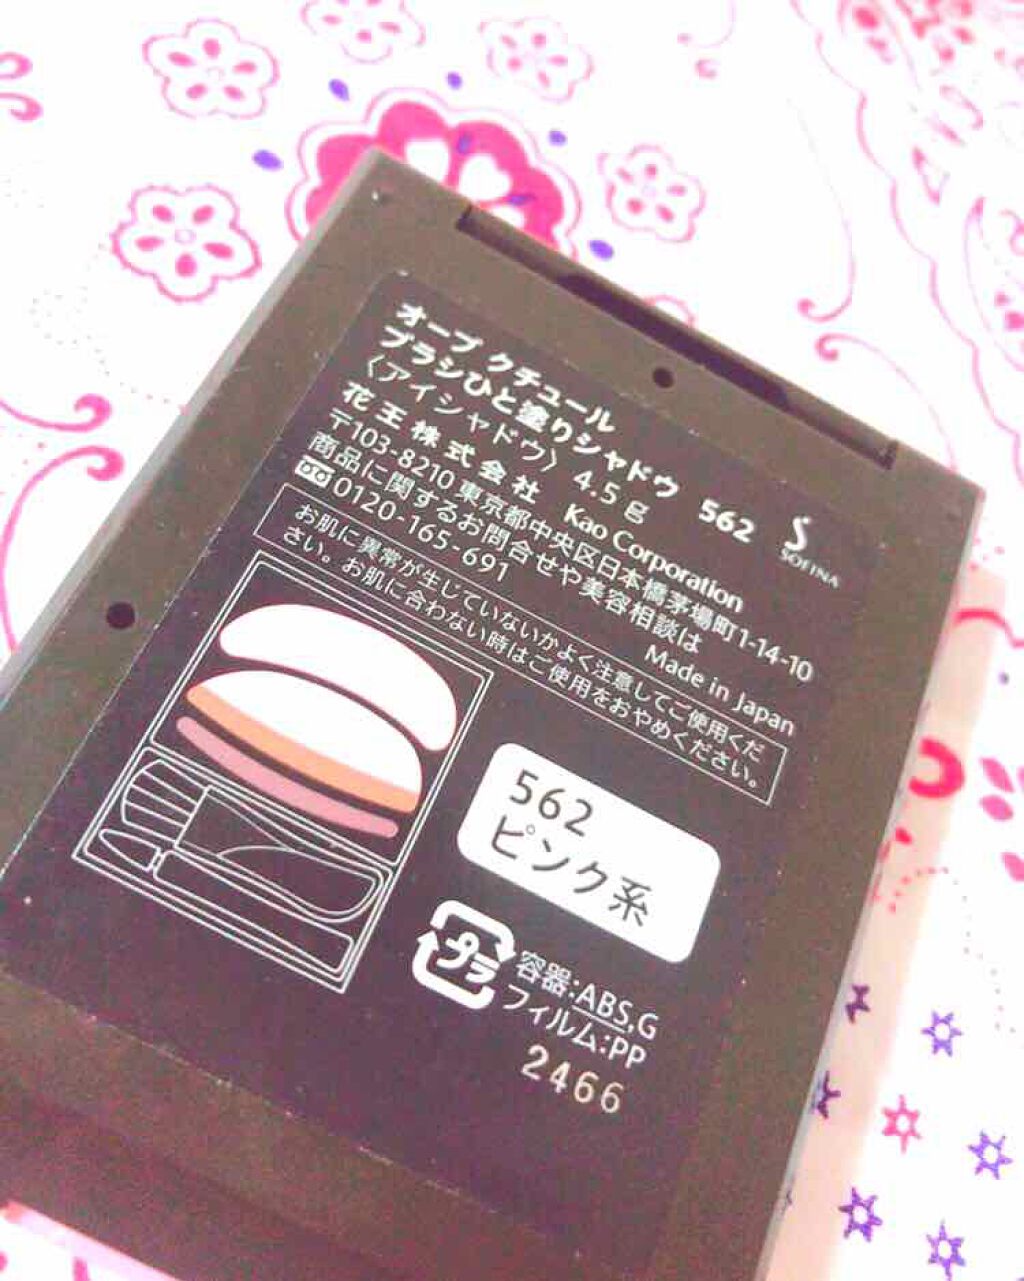 オーブ クチュール
ブラシひと塗りシャドウ 562
〈アイシャドウ〉 4.5 g
S
SOFINA
花王株式会社 Kao Corporation
〒103-8210 東京都中央区日本橋茅場町1-14-10
商品に関するお問合せや美容相談は
0120-165-691 Made in Japan
お肌に異常が生じていないかよく注意してご使用くだ
さい。お肌に合わない時はご使用をおやめください。
562
ピンク系
プラ
容器:ABS,G
フィルム:PP
2466